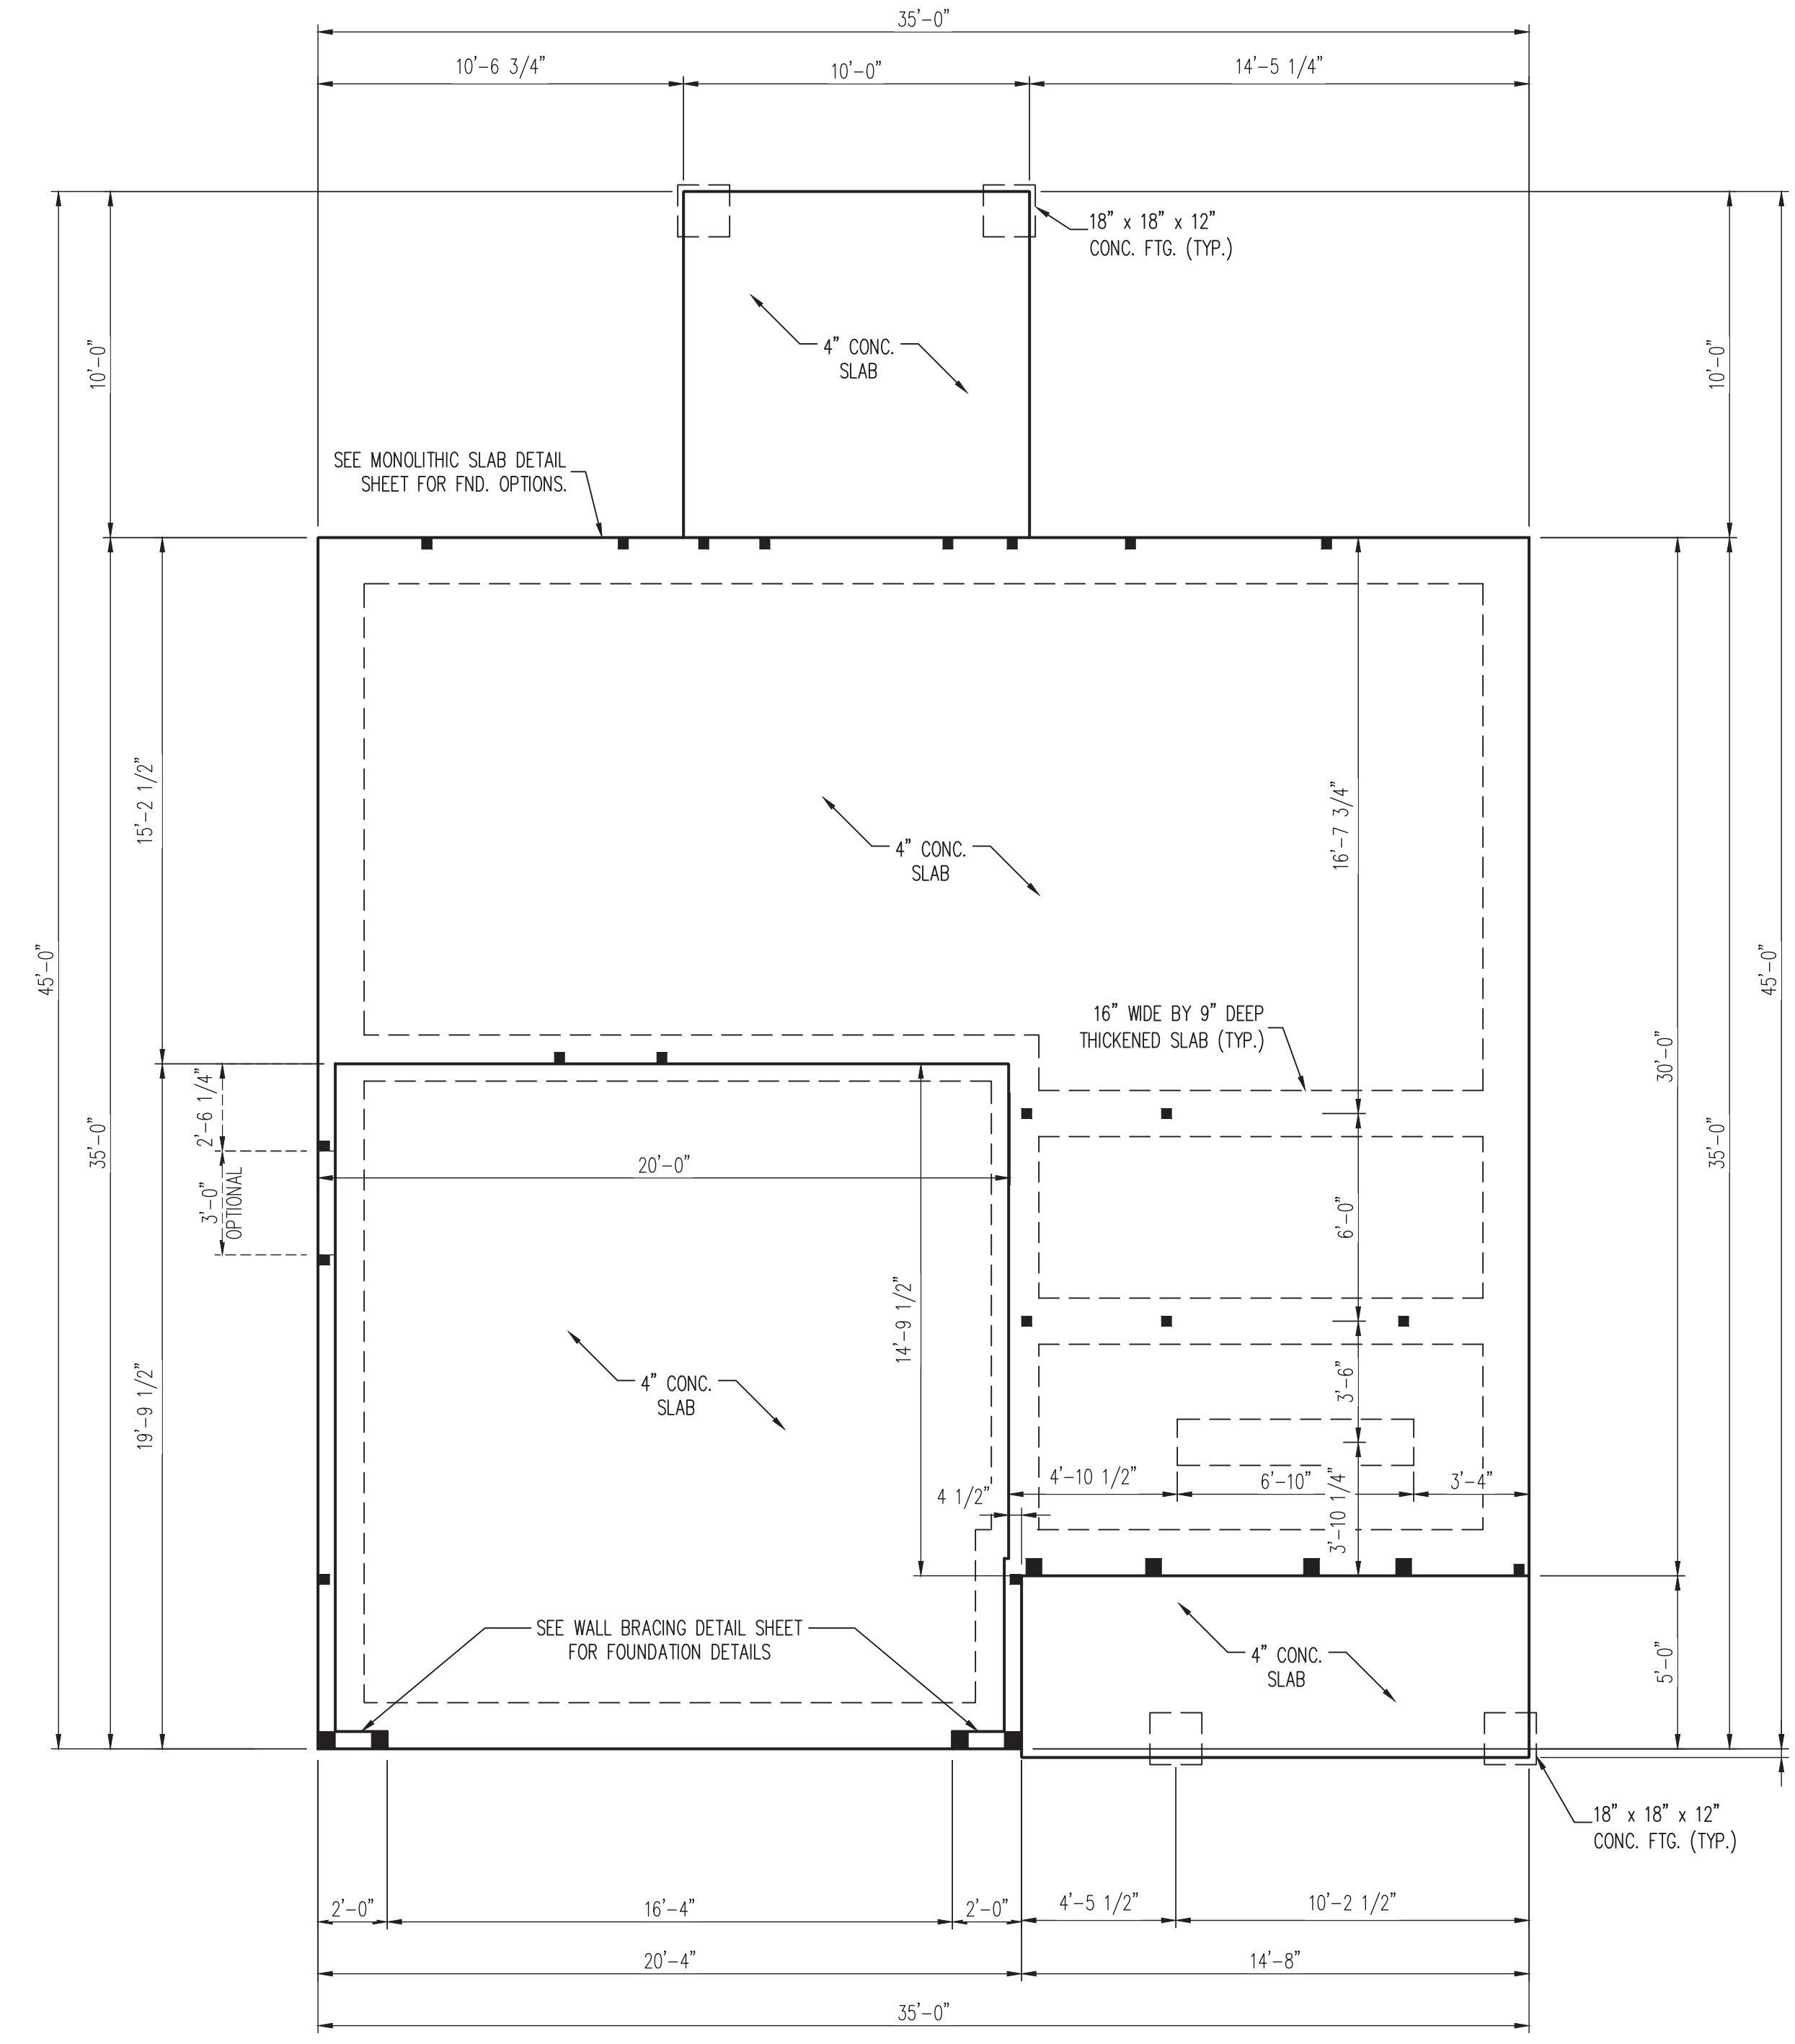 35'-0"
10'-6 3/4"
10'-0"
14'-5 1/4"
18" x 18" x 12"
CONC. FTG. (TYP.)
4" CONC.
SLAB
10'-0"
10'-0"
SEE MONOLITHIC SLAB DETAIL
SHEET FOR FND. OPTIONS.
15'-2 1/2"
16'-7 3/4"
4" CONC.
SLAB
45'-0"
45'-0"
16" WIDE BY 9" DEEP
THICKENED SLAB (TYP.)
30'-0"
35'-0"
35'-0"
2'-6 1/4"
20'-0"
3'-0"
OPTIONAL
6'-0"
14'-9 1/2"
19'-9 1/2"
4" CONC.
SLAB
3'-6"
4'-10 1/2"
6'-10"
3'-4"
4 1/2"
3'-10 1/4"
SEE WALL BRACING DETAIL SHEET
FOR FOUNDATION DETAILS
4" CONC.
SLAB
5'-0"
18" x 18" x 12"
CONC. FTG. (TYP.)
2'-0"
16'-4"
2'-0"
4'-5 1/2"
10'-2 1/2"
20'-4"
14'-8"
35'-0"